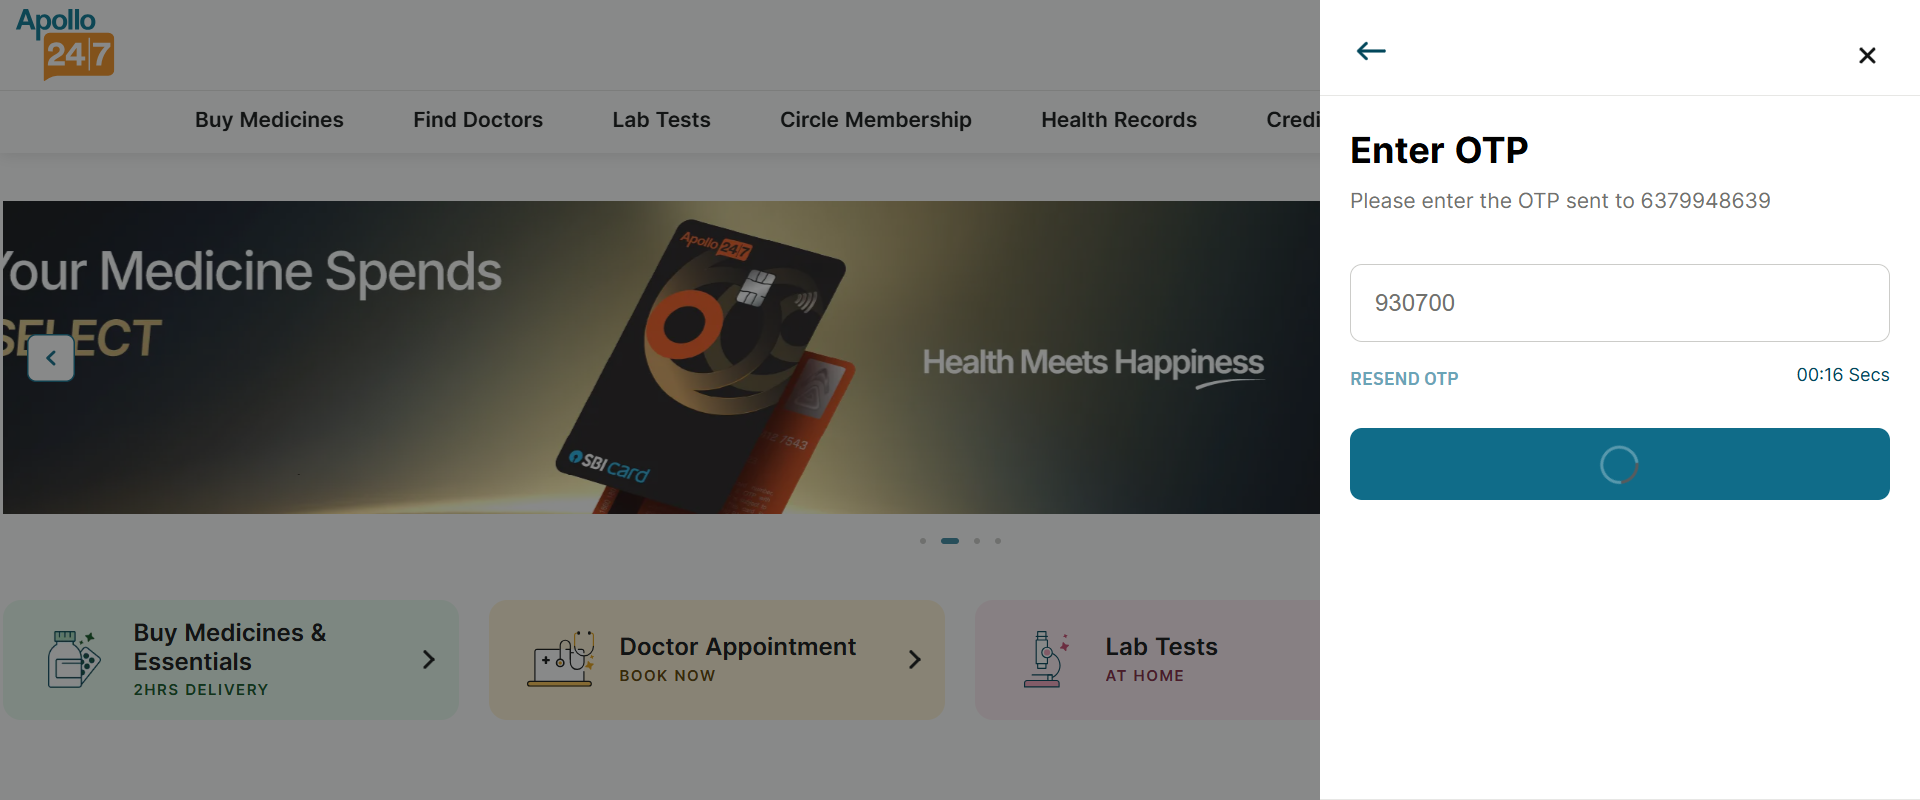 Apollo
24|7
Buy Medicines
Find Doctors
Lab Tests
Circle Membership
Health Records
Credi
Your Medicine Spends
SELECT
Apollo 24|7
SBI card
7543
Health Meets Happiness
Buy Medicines &
Essentials
2HRS DELIVERY
Doctor Appointment
BOOK NOW
Lab Tests
AT HOME
Enter OTP
Please enter the OTP sent to 6379948639
930700
RESEND OTP
00:16 Secs